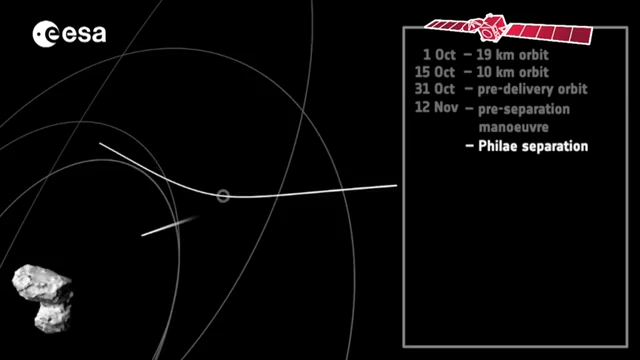 esa
1 Oct – 19 km orbit
15 Oct – 10 km orbit
31 Oct – pre-delivery orbit
12 Nov – pre-separation
manoeuvre
– Philae separation